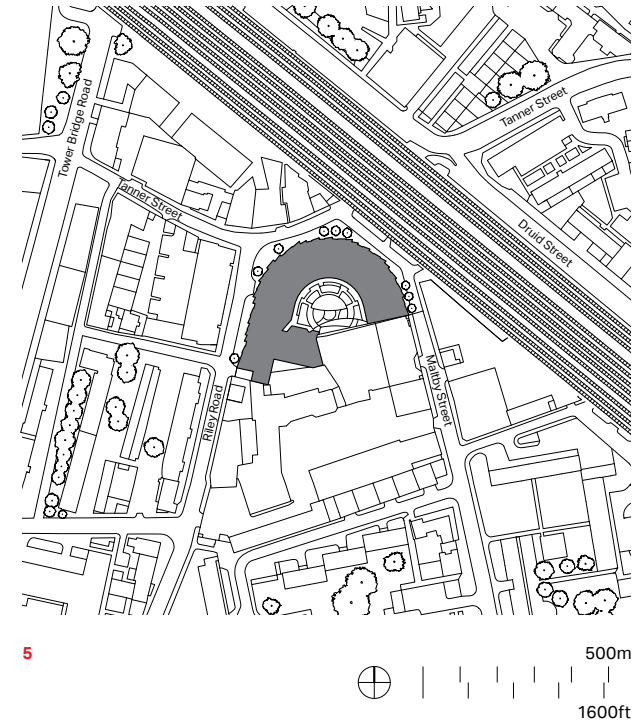 Tower Bridge Road
Tanner Street
Tanner Street
Druid Street
Maltby Street
Riley Road
5
500m
1600ft